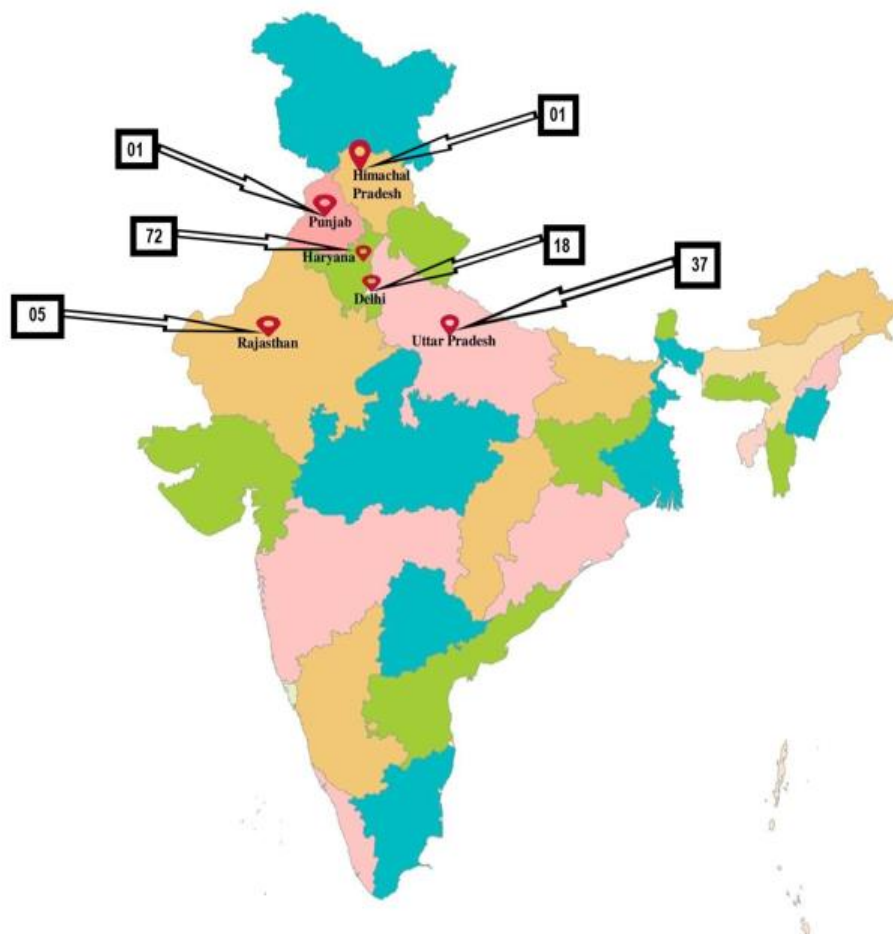 01
01
Himachal
Pradesh
Punjab
72
Haryana
18
Delhi
37
05
Rajasthan
Uttar Pradesh